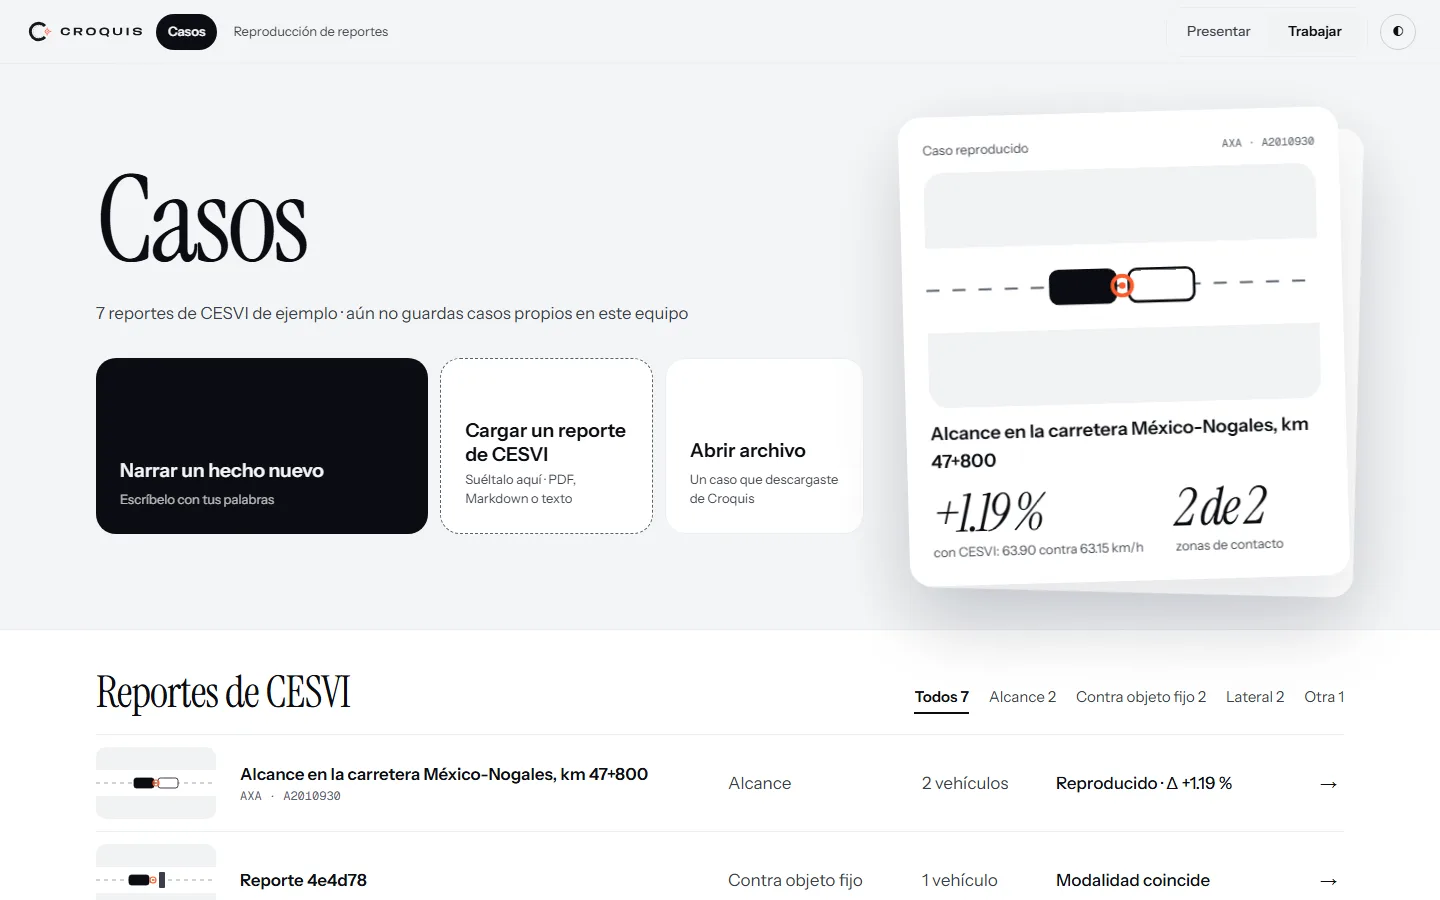 CROQUIS
Casos
Reproducción de reportes
Presentar
Trabajar
Casos
7 reportes de CESVI de ejemplo · aún no guardas casos propios en este equipo
Narrar un hecho nuevo
Escríbelo con tus palabras
Cargar un reporte
de CESVI
Suéltalo aquí · PDF,
Markdown o texto
Abrir archivo
Un caso que descargaste
de Croquis
Caso reproducido
AXA · A2010930
Alcance en la carretera México-Nogales, km
47+800
+1.19 %
con CESVI: 63.90 contra 63.15 km/h
2 de 2
zonas de contacto
Reportes de CESVI
Todos 7
Alcance 2
Contra objeto fijo 2
Lateral 2
Otra 1
Alcance en la carretera México-Nogales, km 47+800
AXA · A2010930
Alcance
2 vehículos
Reproducido · Δ +1.19 %
→
Reporte 4e4d78
Contra objeto fijo
1 vehículo
Modalidad coincide
→